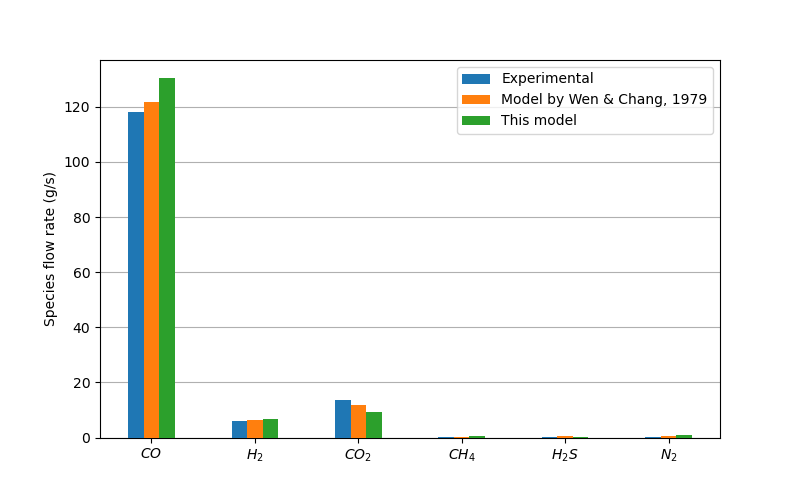 Experimental
Model by Wen & Chang, 1979
This model
Species flow rate (g/s)
120
100
80
60
40
20
0
CO
H₂
CO₂
CH₄
H₂S
N₂